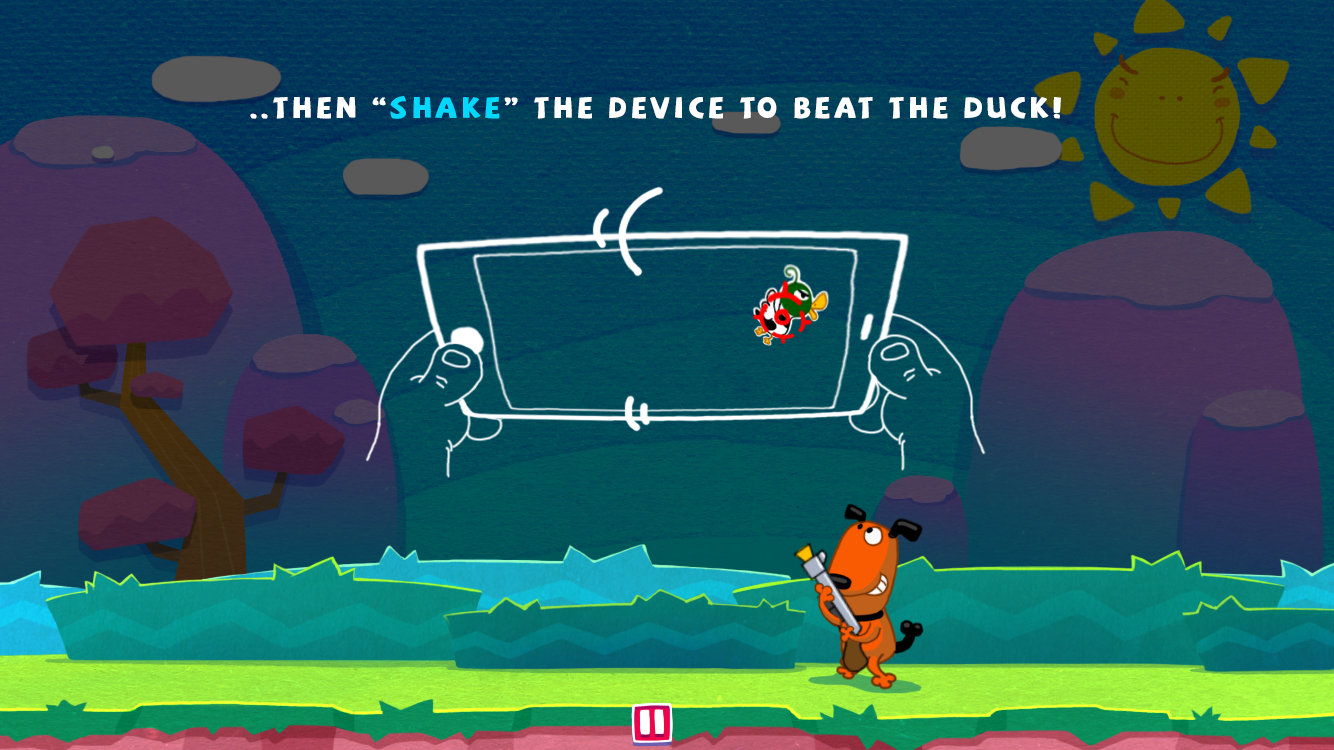 ..THEN “SHAKE” THE DEVICE TO BEAT THE DUCK!